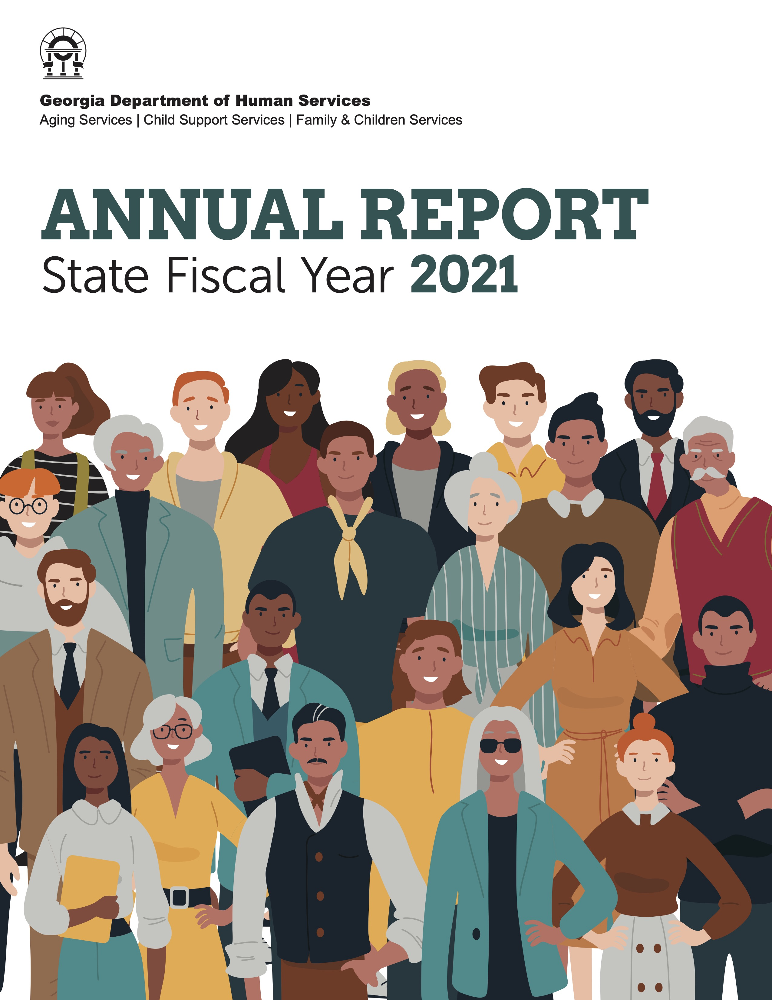 Georgia Department of Human Services
Aging Services | Child Support Services | Family & Children Services
ANNUAL REPORT
State Fiscal Year 2021